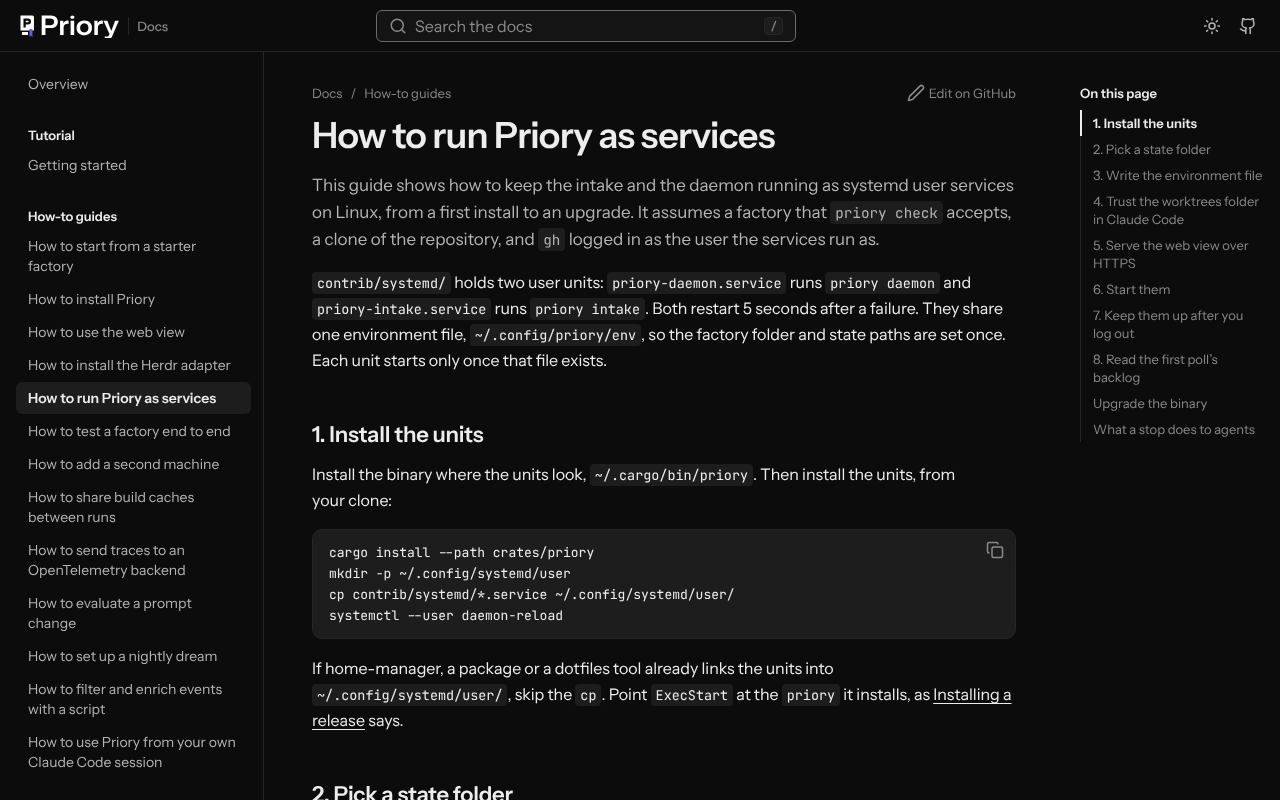 Priory
Docs
Search the docs
/
Overview
Tutorial
Getting started
How-to guides
How to start from a starter
factory
How to install Priory
How to use the web view
How to install the Herdr adapter
How to run Priory as services
How to test a factory end to end
How to add a second machine
How to share build caches
between runs
How to send traces to an
OpenTelemetry backend
How to evaluate a prompt
change
How to set up a nightly dream
How to filter and enrich events
with a script
How to use Priory from your own
Claude Code session
Docs / How-to guides
Edit on GitHub
How to run Priory as services
This guide shows how to keep the intake and the daemon running as systemd user services
on Linux, from a first install to an upgrade. It assumes a factory that priory check accepts,
a clone of the repository, and gh logged in as the user the services run as.
contrib/systemd/ holds two user units: priory-daemon.service runs priory daemon and
priory-intake.service runs priory intake. Both restart 5 seconds after a failure. They share
one environment file, ~/.config/priory/env, so the factory folder and state paths are set once.
Each unit starts only once that file exists.
1. Install the units
Install the binary where the units look, ~/.cargo/bin/priory. Then install the units, from
your clone:
cargo install --path crates/priory
mkdir -p ~/.config/systemd/user
cp contrib/systemd/*.service ~/.config/systemd/user/
systemctl --user daemon-reload
If home-manager, a package or a dotfiles tool already links the units into
~/.config/systemd/user/, skip the cp. Point ExecStart at the priory it installs, as Installing a
release says.
2. Pick a state folder
On this page
1. Install the units
2. Pick a state folder
3. Write the environment file
4. Trust the worktrees folder
in Claude Code
5. Serve the web view over
HTTPS
6. Start them
7. Keep them up after you
log out
8. Read the first poll's
backlog
Upgrade the binary
What a stop does to agents